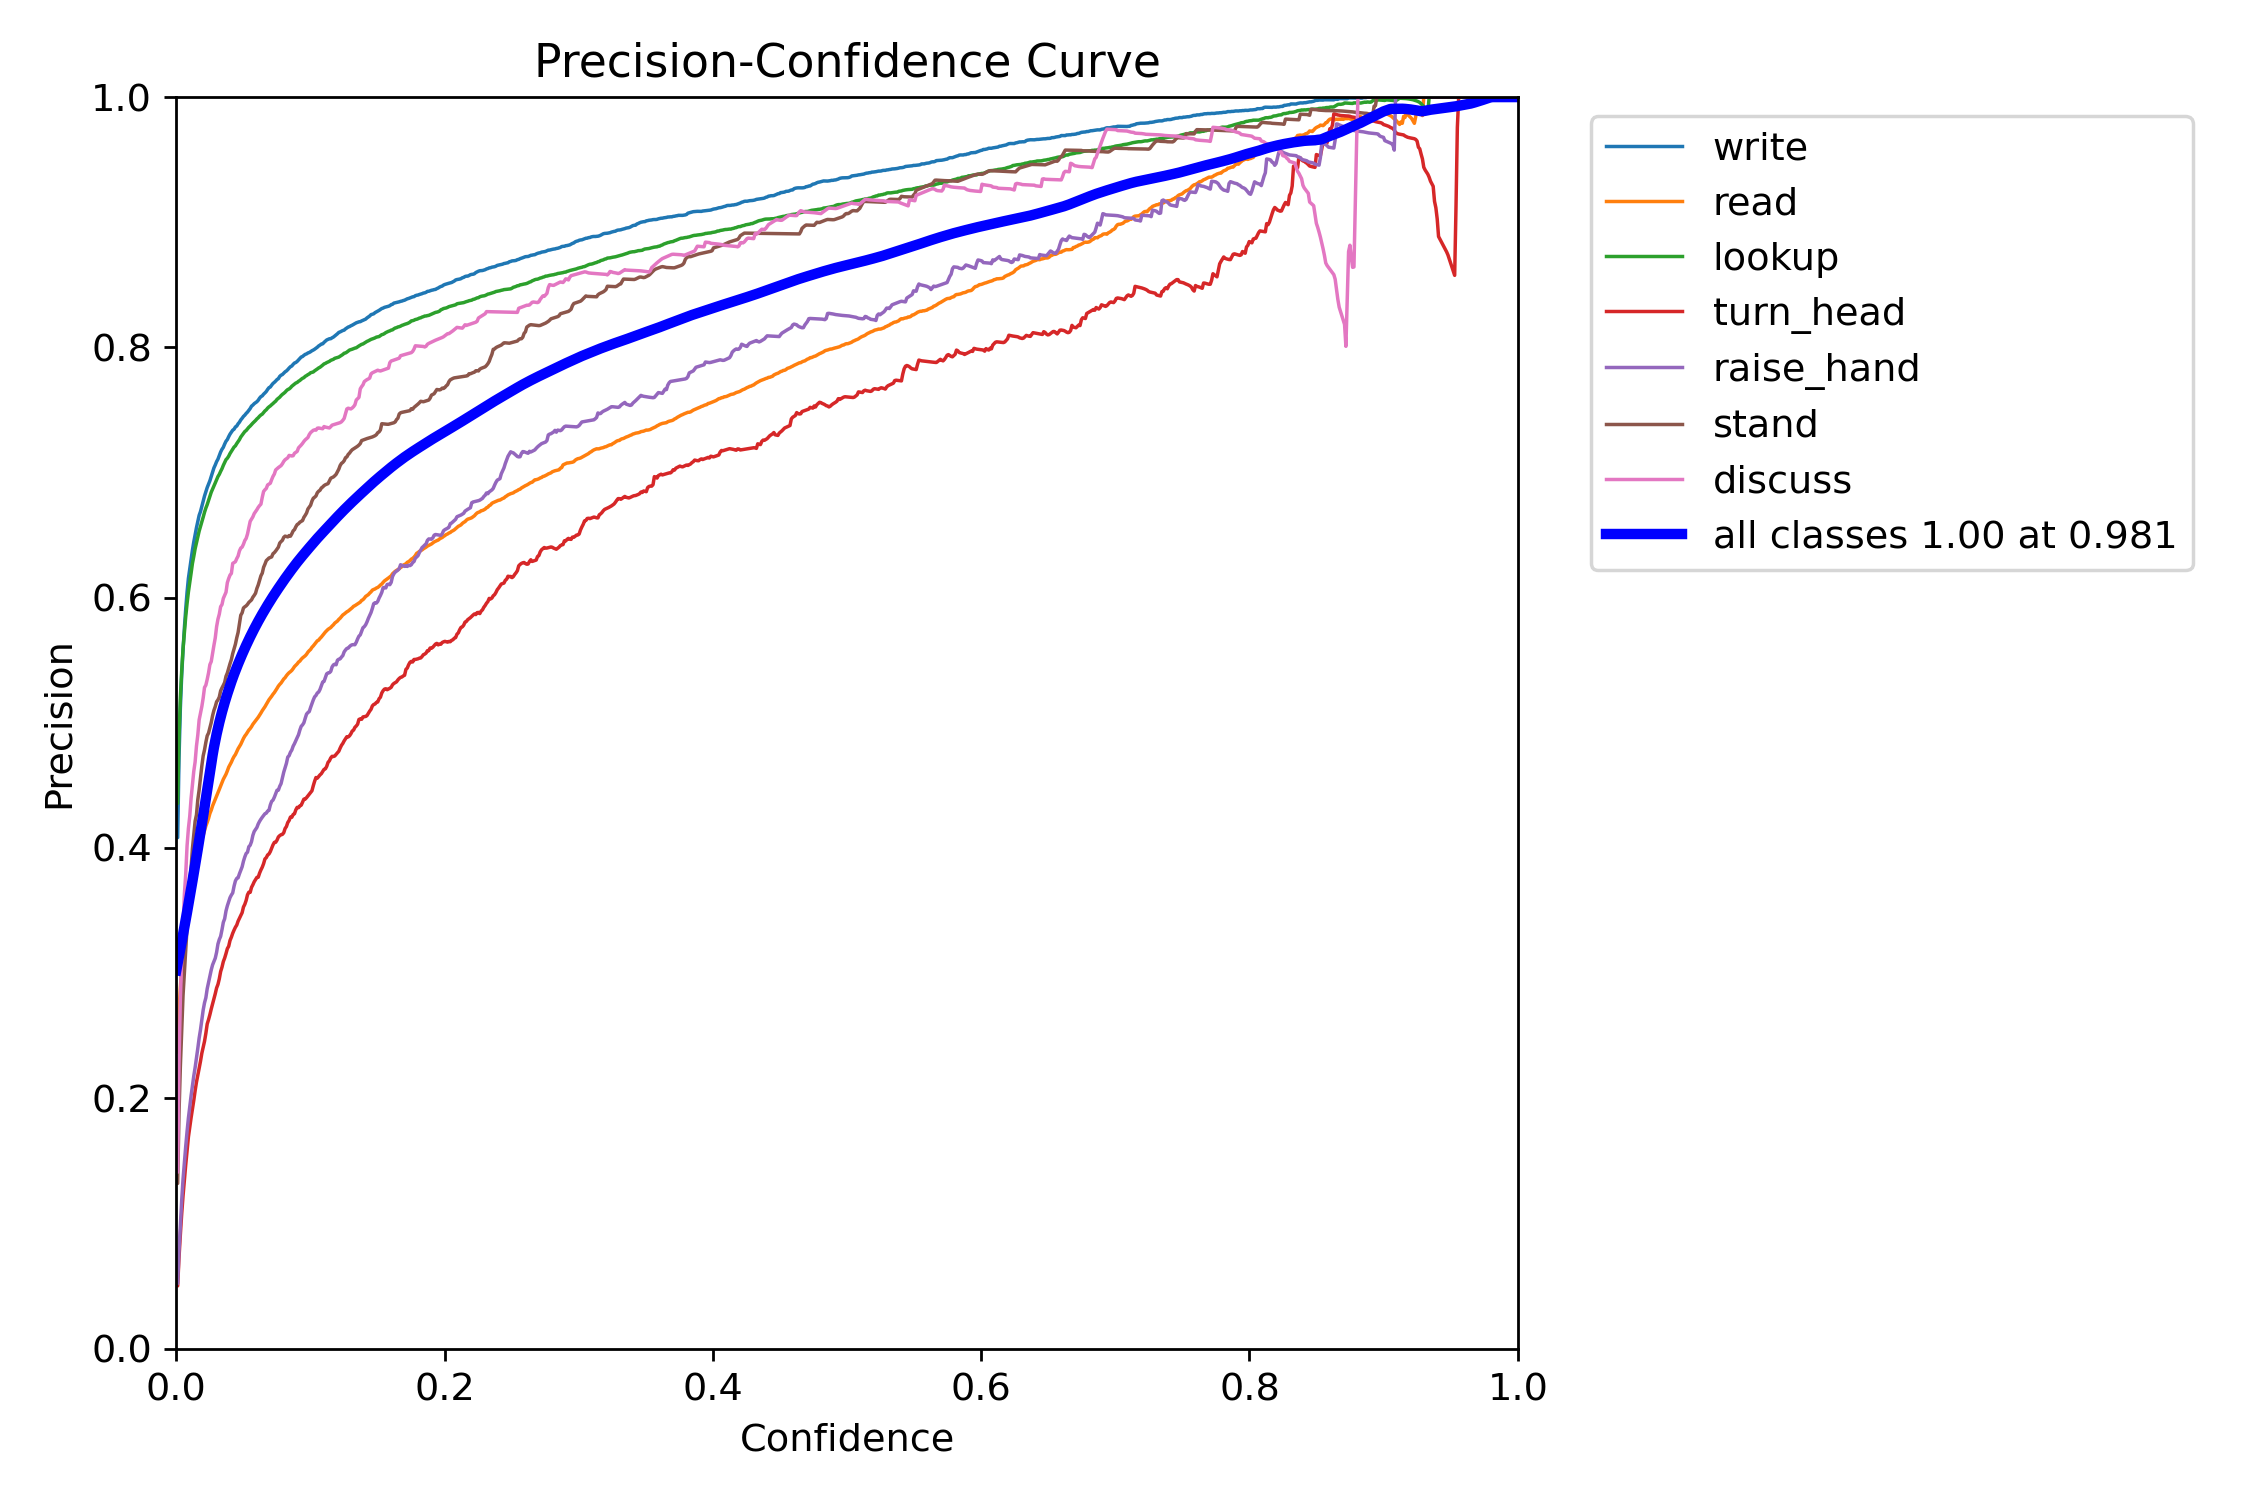 Precision-Confidence Curve
1.0
0.8
0.6
0.4
0.2
0.0
Precision
0.0 0.2 0.4 0.6 0.8 1.0
Confidence
write
read
lookup
turn_head
raise_hand
stand
discuss
all classes 1.00 at 0.981